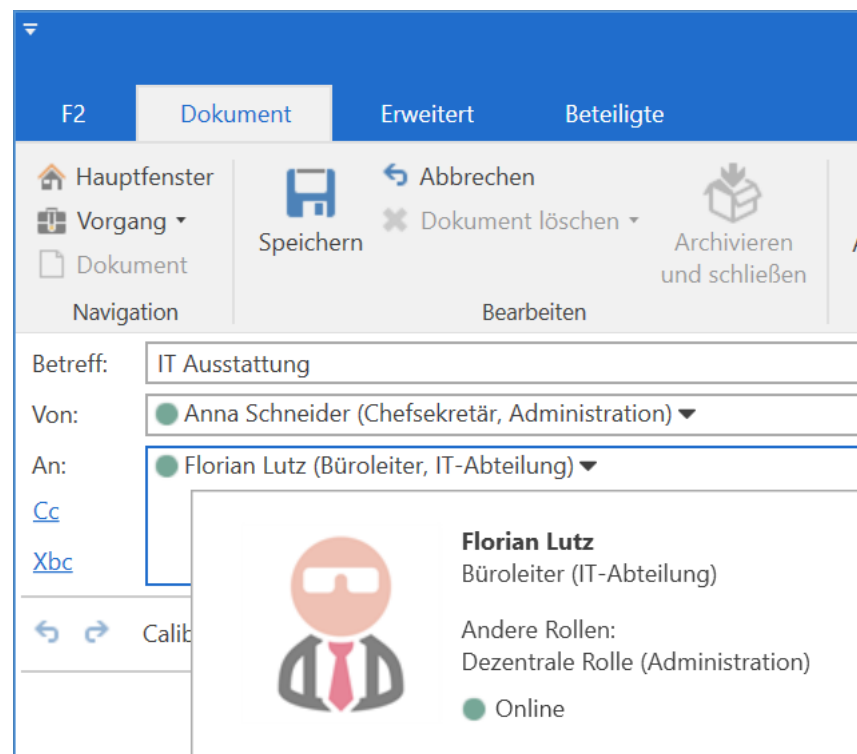 F2 Dokument Erweitert Beteiligte
Hauptfenster
Vorgang
Dokument
Navigation
Speichern
Abbrechen
Dokument löschen
Archivieren
und schließen
Bearbeiten
Betreff: IT Ausstattung
Von: Anna Schneider (Chefsekretär, Administration)
An: Florian Lutz (Büroleiter, IT-Abteilung)
Cc
Xbc
Calib
Florian Lutz
Büroleiter (IT-Abteilung)
Andere Rollen:
Dezentrale Rolle (Administration)
Online